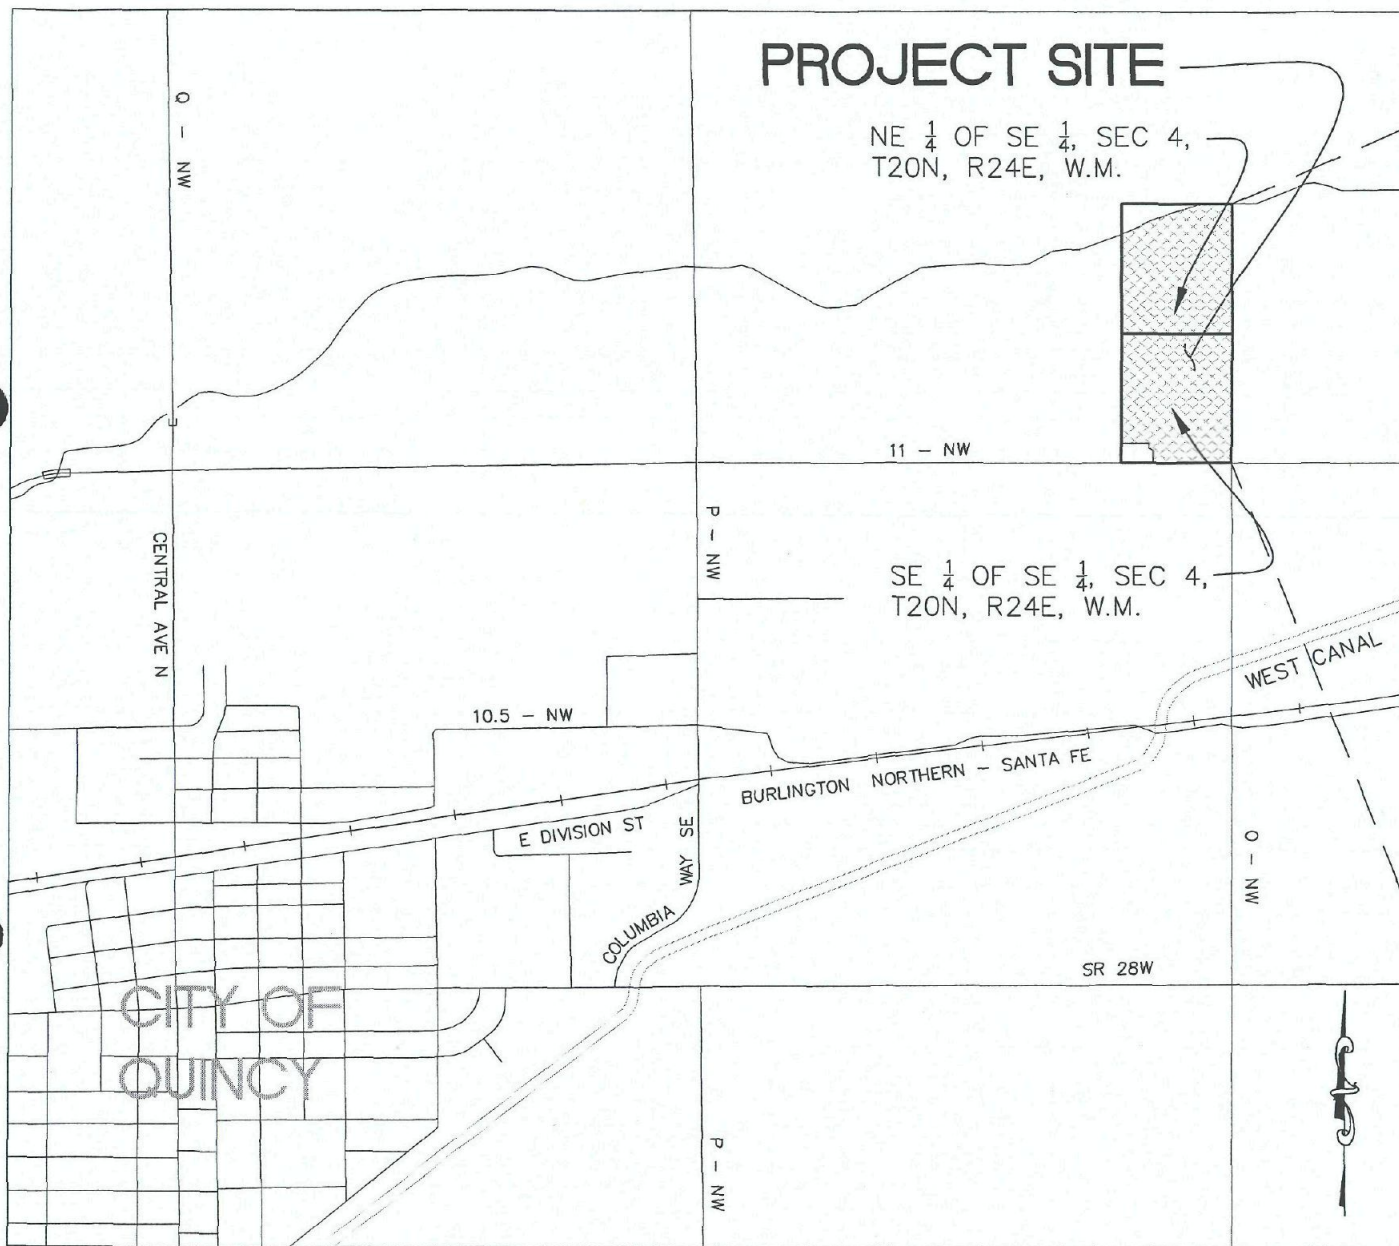 PROJECT SITE
NE 1/4 OF SE 1/4, SEC 4,
T20N, R24E, W.M.
Q - NW
11 - NW
CENTRAL AVE N
P - NW
SE 1/4 OF SE 1/4, SEC 4,
T20N, R24E, W.M.
WEST CANAL
10.5 - NW
BURLINGTON NORTHERN - SANTA FE
E DIVISION ST
COLUMBIA WAY SE
O - NW
SR 28W
CITY OF
QUINCY
P - NW